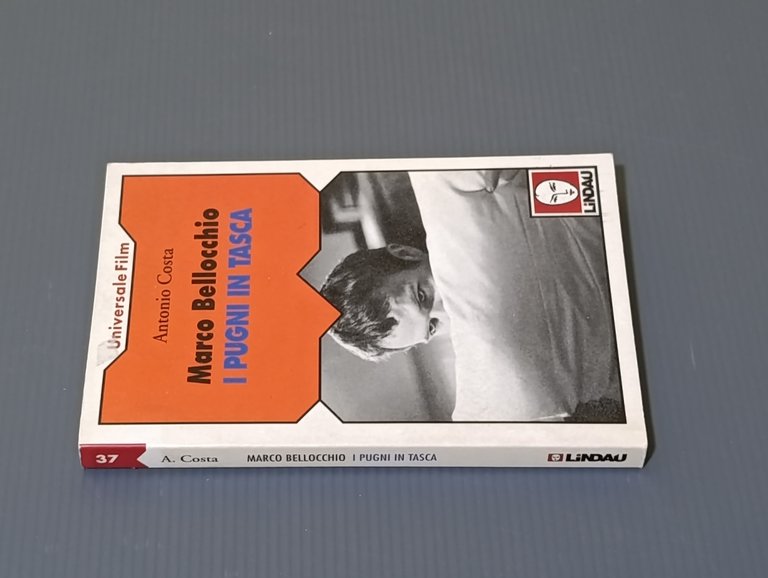 Universale Film
Antonio Costa
Marco Bellocchio
I PUGNI IN TASCA
LiNDAU
37
A. Costa
MARCO BELLOCCHIO I PUGNI IN TASCA
LiNDAU